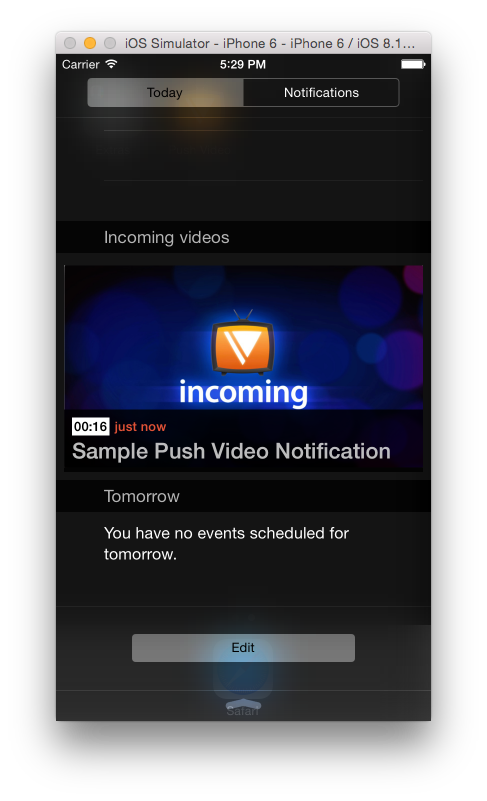 iOS Simulator - iPhone 6 - iPhone 6 / iOS 8.1...
Carrier 5:29 PM
Today Notifications
Incoming videos
incoming
00:16 just now
Sample Push Video Notification
Tomorrow
You have no events scheduled for
tomorrow.
Edit
Safari